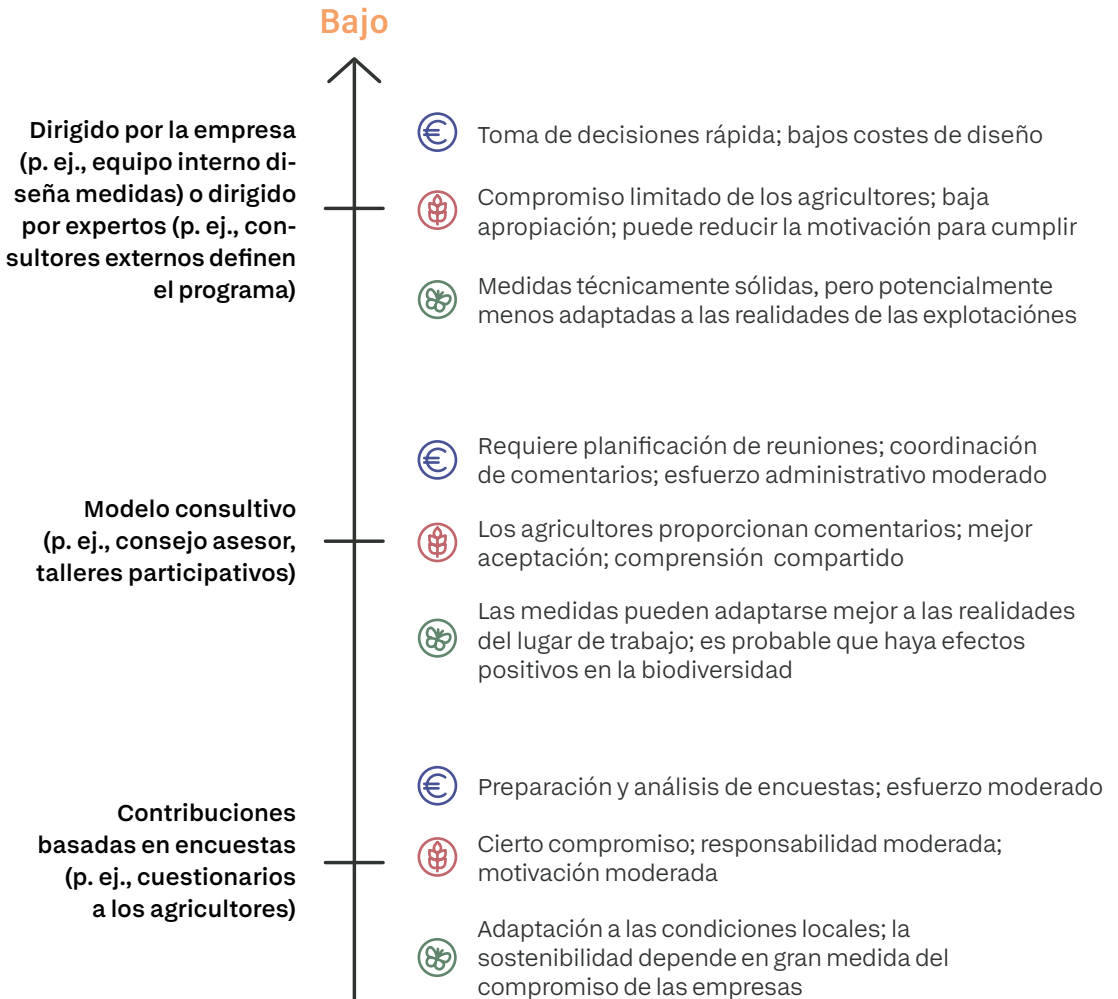 Bajo
Dirigido por la empresa
(p. ej., equipo interno di-
seña medidas) o dirigido
por expertos (p. ej., con-
sultores externos definen
el programa)
Toma de decisiones rápida; bajos costes de diseño
Compromiso limitado de los agricultores; baja
apropiación; puede reducir la motivación para cumplir
Medidas técnicamente sólidas, pero potencialmente
menos adaptadas a las realidades de las explotaciónes
Modelo consultivo
(p. ej., consejo asesor,
talleres participativos)
Requiere planificación de reuniones; coordinación
de comentarios; esfuerzo administrativo moderado
Los agricultores proporcionan comentarios; mejor
aceptación; comprensión compartido
Las medidas pueden adaptarse mejor a las realidades
del lugar de trabajo; es probable que haya efectos
positivos en la biodiversidad
Contribuciones
basadas en encuestas
(p. ej., cuestionarios
a los agricultores)
Preparación y análisis de encuestas; esfuerzo moderado
Cierto compromiso; responsabilidad moderada;
motivación moderada
Adaptación a las condiciones locales; la
sostenibilidad depende en gran medida del
compromiso de las empresas